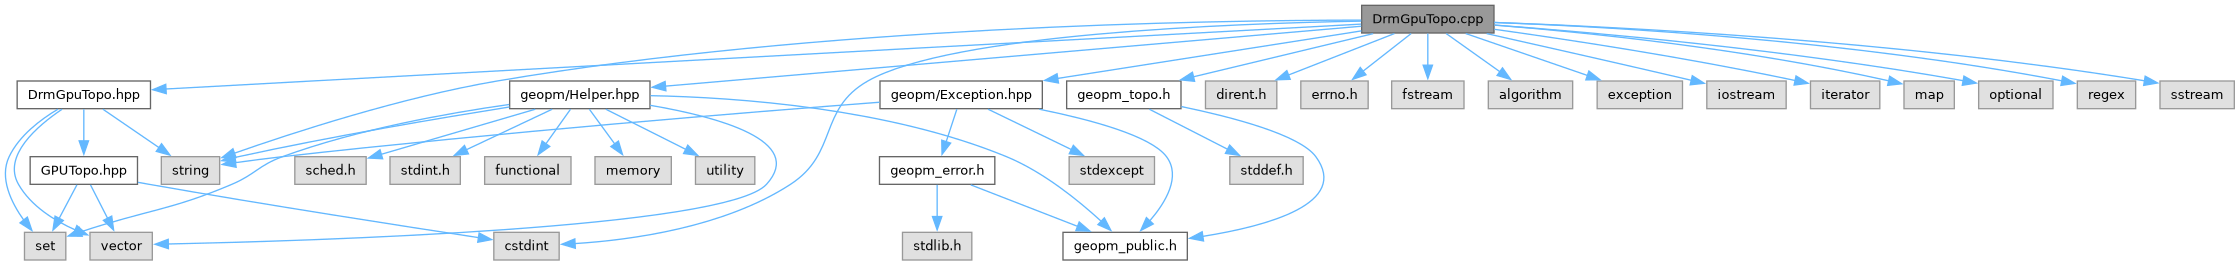 DrmGpuTopo.cpp
DrmGpuTopo.hpp
geopm/Helper.hpp
geopm/Exception.hpp
geopm_topo.h
dirent.h
errno.h
fstream
algorithm
exception
iostream
iterator
map
optional
regex
sstream
GPUTopo.hpp
string
sched.h
stdint.h
functional
memory
utility
geopm_error.h
stdexcept
stddef.h
set
vector
cstdint
stdlib.h
geopm_public.h